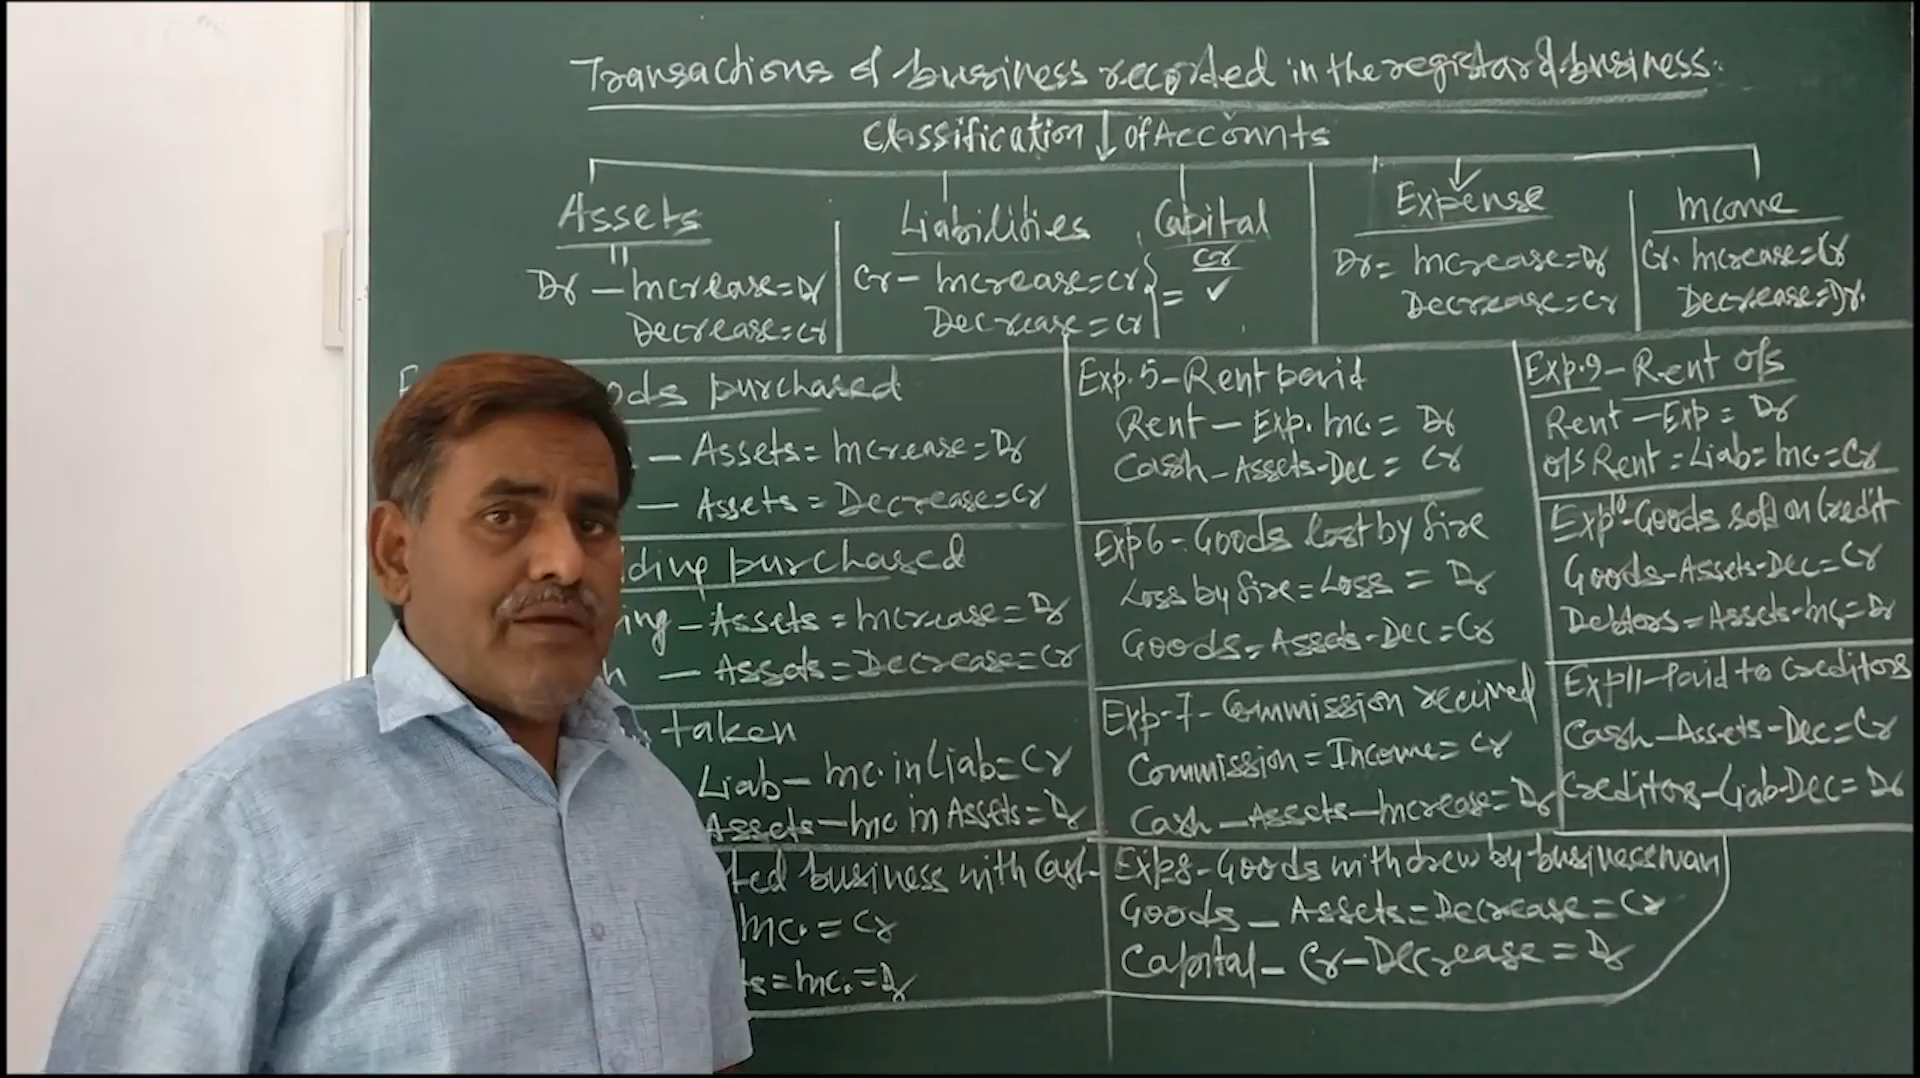 Transactions of business recorded in the registar of business.
Classification of Accounts
Assets
Dr - Increase = Dr
Decrease = Cr
Liabilities
Cr - Increase = Cr
Decrease = Cr
Capital
Cr
= ✓
Expense
Dr = Increase = Dr
Decrease = Cr
Income
Cr. Increase = Cr
Decrease = Dr.
ods purchased
- Assets = Increase = Dr
- Assets = Decrease = Cr
ding purchased
ing - Assets = Increase = Dr
h - Assets = Decrease = Cr
taken
Liab - Inc. in Liab = Cr
Assets - Inc in Assets = Dr
ted business with Cash
Inc. = Cr
ts = Inc. = Dr
Exp. 5 - Rent paid
Rent - Exp. Inc. = Dr
Cash - Assets - Dec = Cr
Exp 6 - Goods lost by fire
Loss by fire = Loss = Dr
Goods - Assets - Dec = Cr
Exp - 7 - Commission recived
Commission = Income = Cr
Cash - Assets - Increase = Dr
Exp 8 - Goods withdrew by businessman
Goods - Assets = Decrease = Cr
Capital - Cr - Decrease = Dr
Exp. 9 - Rent o/s
Rent - Exp = Dr
o/s Rent = Liab = Inc. = Cr
Exp 10 - Goods sold on Credit
Goods - Assets - Dec = Cr
Debtors = Assets - Inc = Dr
Exp 11 - Paid to Creditors
Cash - Assets - Dec = Cr
Creditors - Liab - Dec = Dr